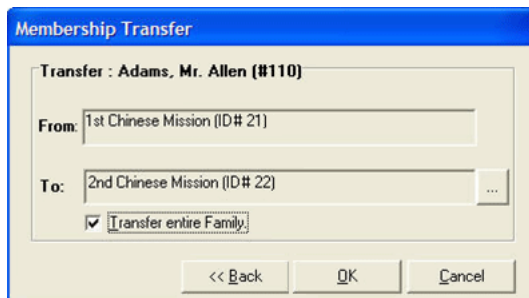 Membership Transfer
Transfer : Adams, Mr. Allen (#110)
From: 1st Chinese Mission (ID# 21)
To: 2nd Chinese Mission (ID# 22) ...
Transfer entire Family.
<< Back OK Cancel